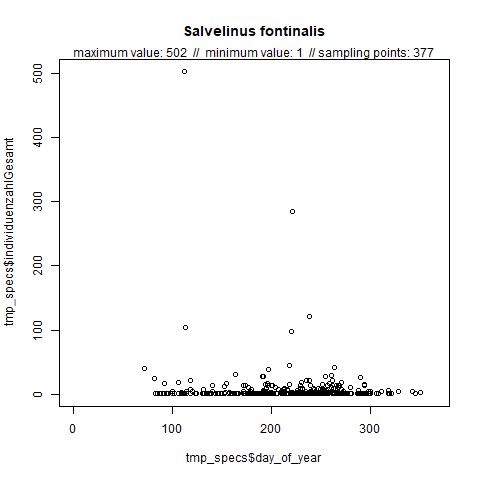 Salvelinus fontinalis
maximum value: 502 // minimum value: 1 // sampling points: 377
tmp_specs$individuenzahlGesamt
500
400
300
200
100
0
0 100 200 300
tmp_specs$day_of_year